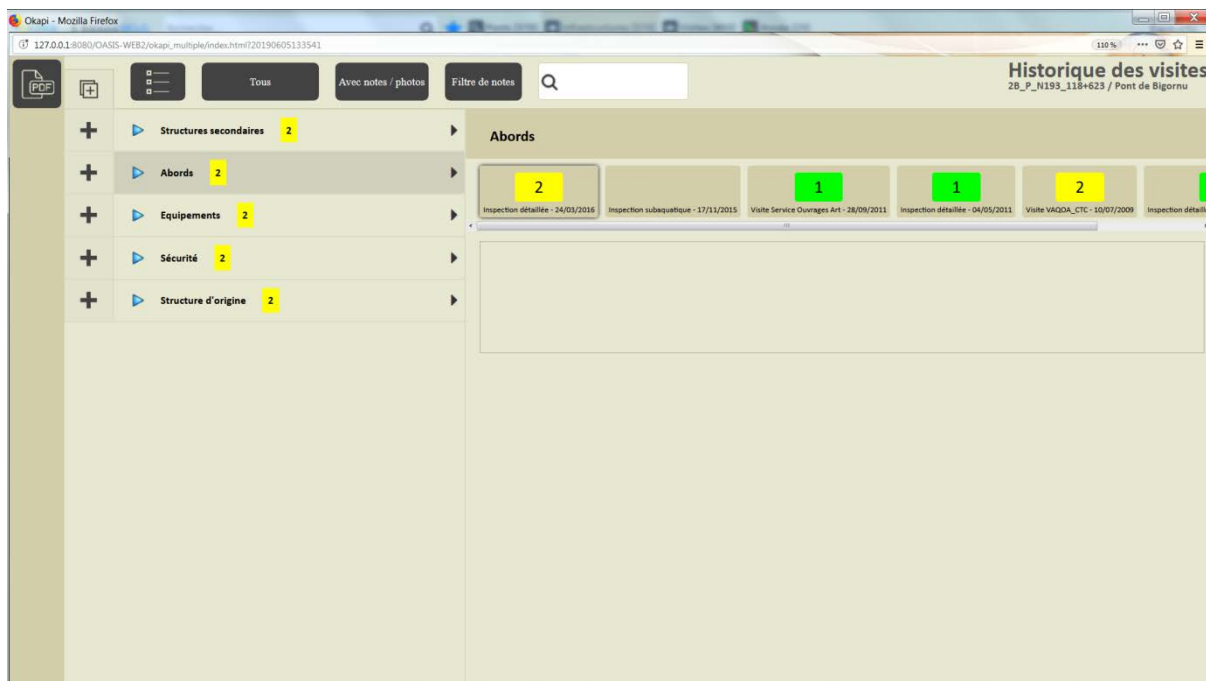 Okapi - Mozilla Firefox
127.0.0.1:8080/OASIS-WEB2/okapi_multiple/index.html?20190605133541
110 %
PDF
Tous
Avec notes / photos
Filtre de notes
Historique des visites
2B_P_N193_118+623 / Pont de Bigornu
Structures secondaires 2
Abords 2
Equipements 2
Sécurité 2
Structure d'origine 2
Abords
2
Inspection détaillée - 24/03/2016
Inspection subaquatique - 17/11/2015
1
Visite Service Ouvrages Art - 28/09/2011
1
Inspection détaillée - 04/05/2011
2
Visite VAQOA_CTC - 10/07/2009
Inspection détaill